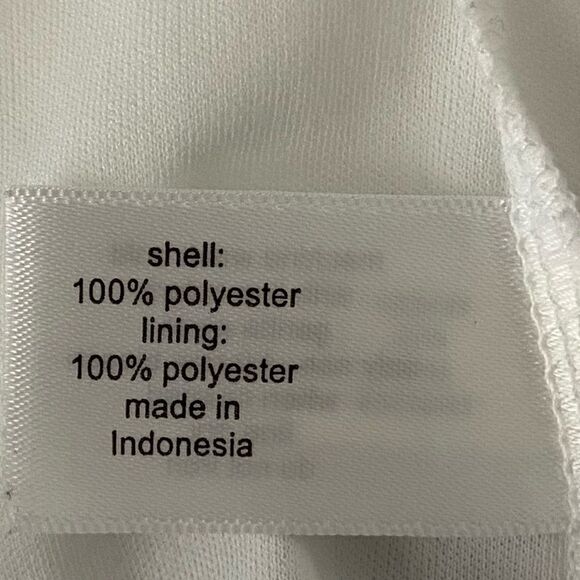 shell:
100% polyester
lining:
100% polyester
made in
Indonesia